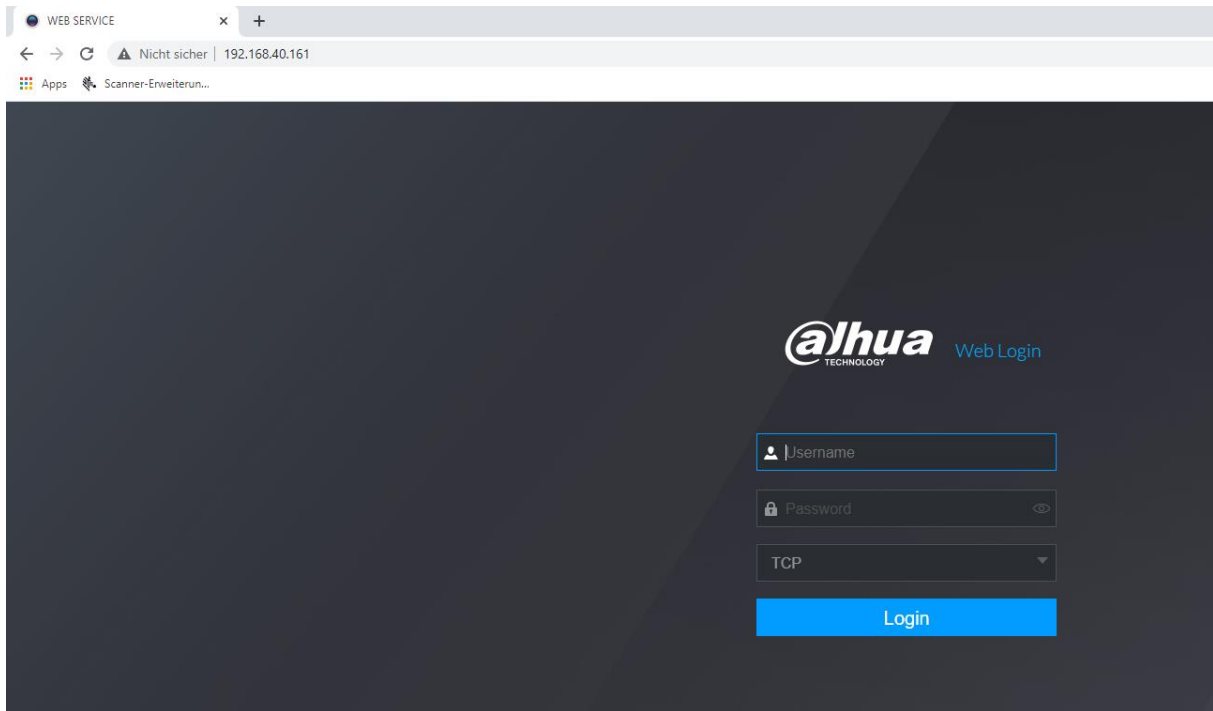 WEB SERVICE
Nicht sicher | 192.168.40.161
Apps Scanner-Erweiterun...
alhua Web Login
TECHNOLOGY
Username
Password
TCP
Login